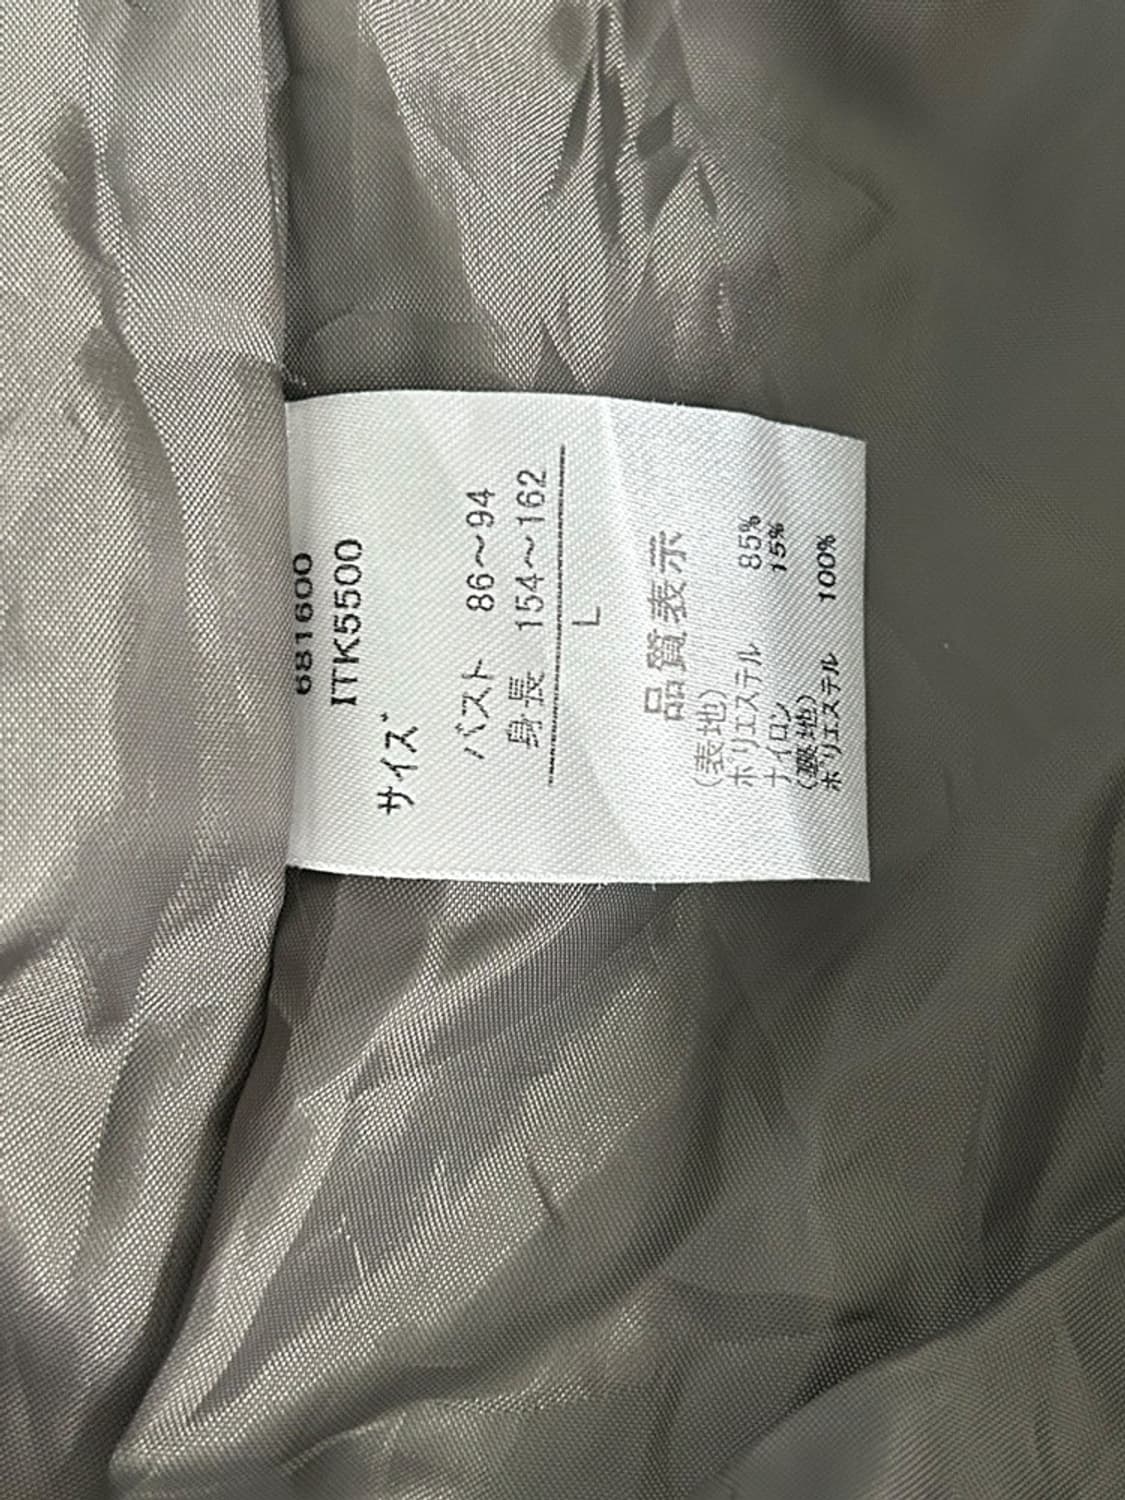 681600
ITK5500
サイズ
バスト 86～94
身長 154～162
L
品質表示
(表地)
ポリエステル 85%
ナイロン 15%
(裏地)
ポリエステル 100%